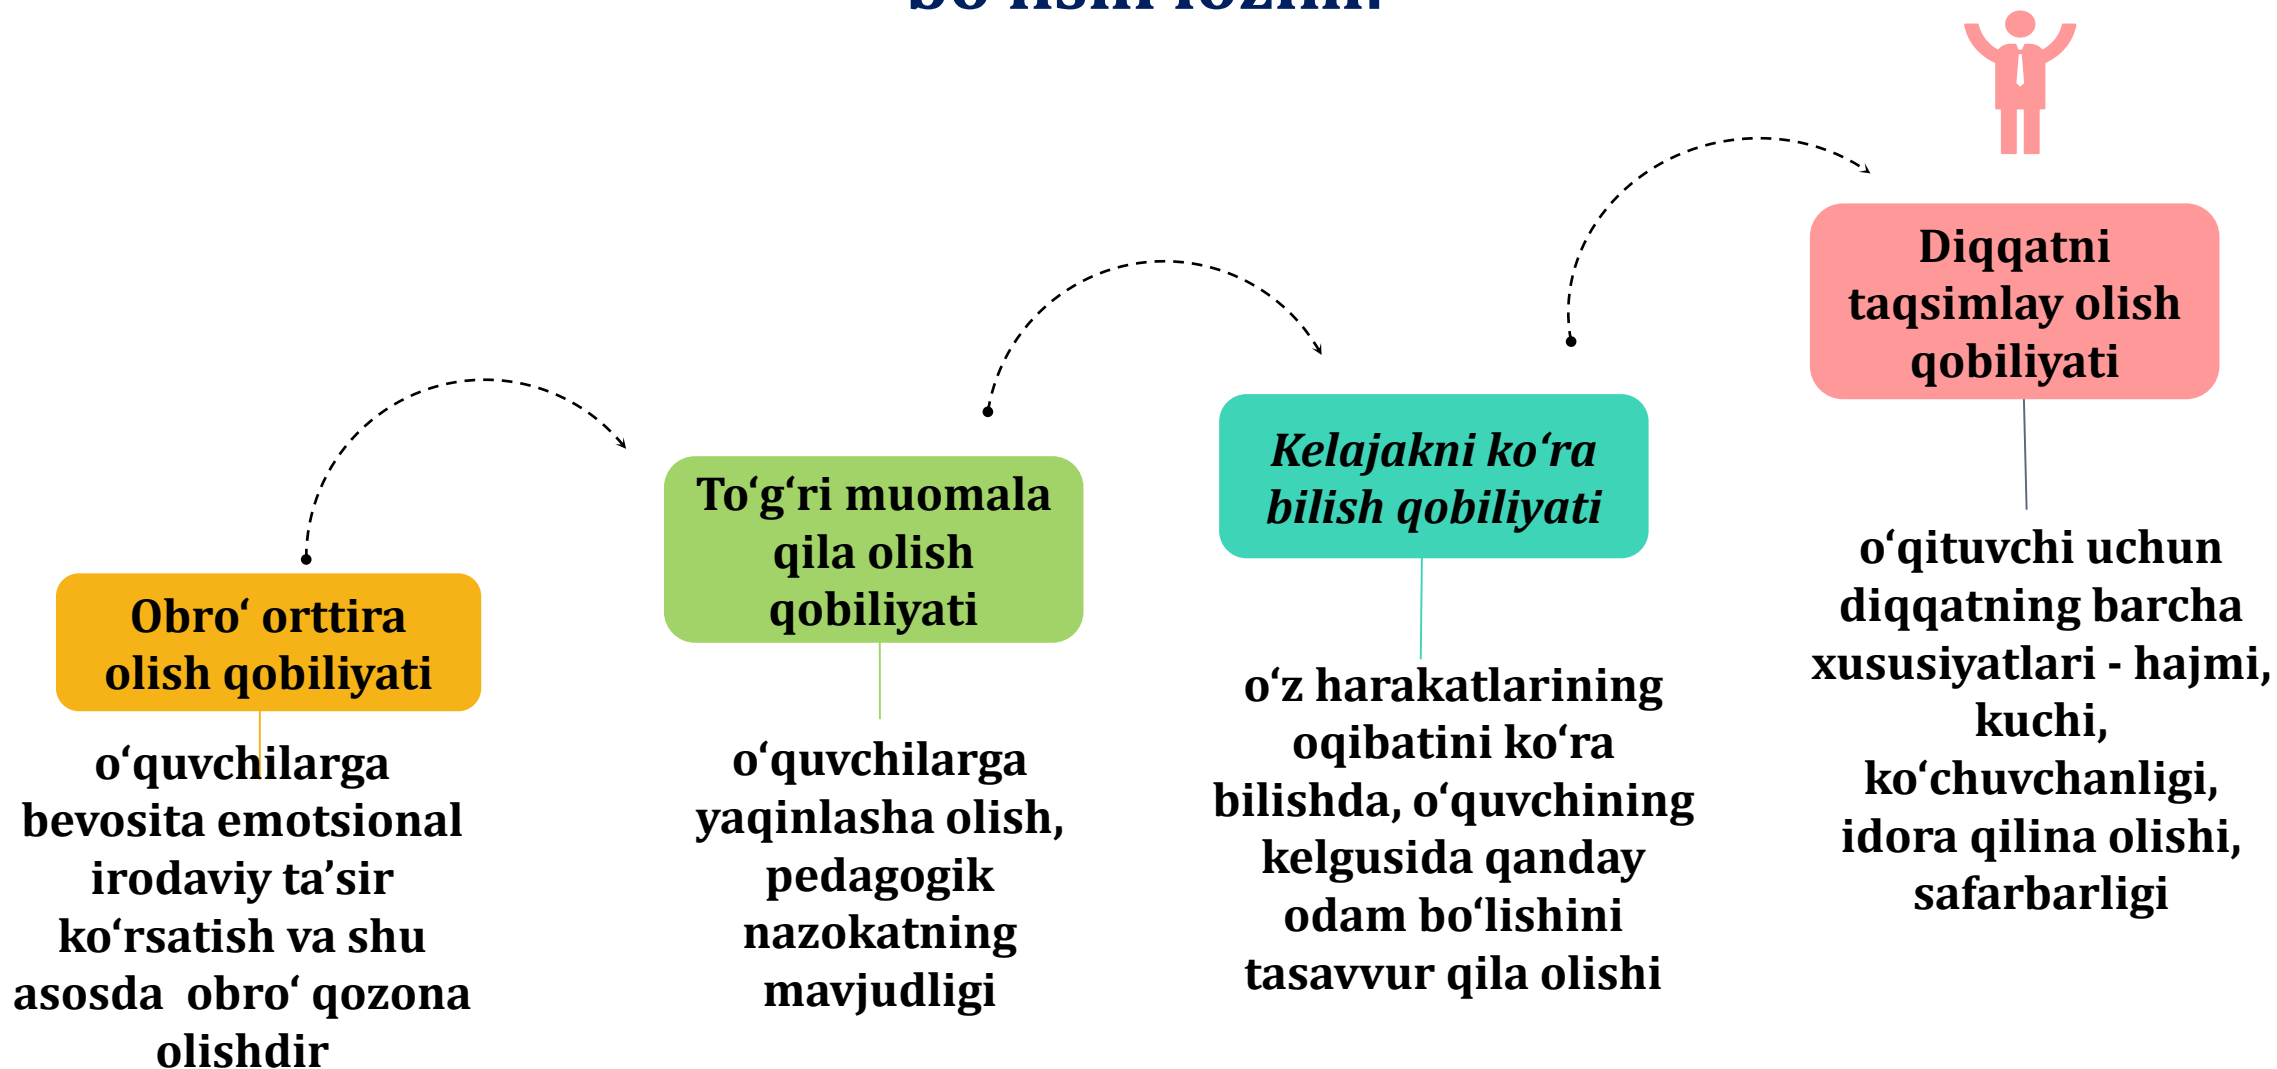 bo‘lishi lozim:
Obro‘ orttira
olish qobiliyati
o‘quvchilarga
bevosita emotsional
irodaviy ta’sir
ko‘rsatish va shu
asosda obro‘ qozona
olishdir
To‘g‘ri muomala
qila olish
qobiliyati
o‘quvchilarga
yaqinlasha olish,
pedagogik
nazokatning
mavjudligi
Kelajakni ko‘ra
bilish qobiliyati
o‘z harakatlarining
oqibatini ko‘ra
bilishda, o‘quvchining
kelgusida qanday
odam bo‘lishini
tasavvur qila olishi
Diqqatni
taqsimlay olish
qobiliyati
o‘qituvchi uchun
diqqatning barcha
xususiyatlari - hajmi,
kuchi,
ko‘chuvchanligi,
idora qilina olishi,
safarbarligi